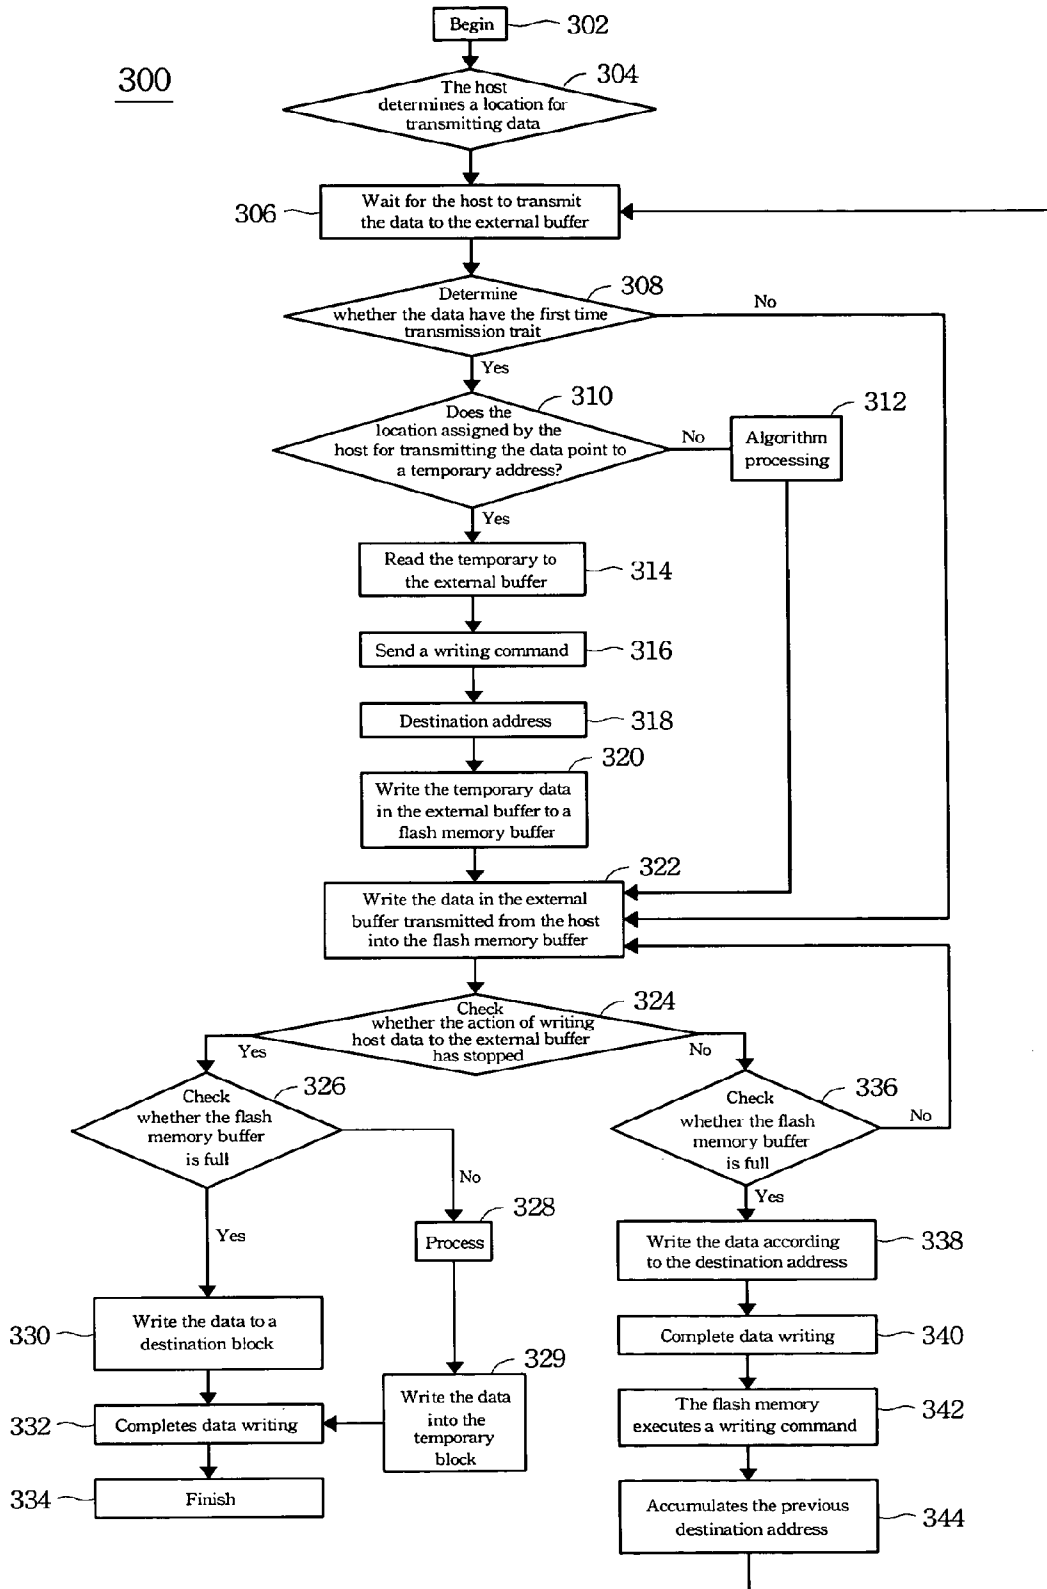 Begin
302
300
304
The host
determines a location for
transmitting data
306
Wait for the host to transmit
the data to the external buffer
308
Determine
whether the data have the first time
transmission trait
No
Yes
310
Does the
location assigned by the
host for transmitting the data point to
a temporary address?
No
312
Algorithm
processing
Yes
Read the temporary to
the external buffer
314
Send a writing command
316
Destination address
318
320
Write the temporary data
in the external buffer to a
flash memory buffer
322
Write the data in the external
buffer transmitted from the host
into the flash memory buffer
324
Check
whether the action of writing
host data to the external buffer
has stopped
Yes
No
326
Check
whether the flash
memory buffer
is full
No
Yes
328
Process
336
Check
whether the flash
memory buffer
is full
No
Yes
330
Write the data to a
destination block
329
Write the data
into the
temporary
block
332
Completes data writing
334
Finish
Write the data according
to the destination address
338
Complete data writing
340
The flash memory
executes a writing command
342
Accumulates the previous
destination address
344